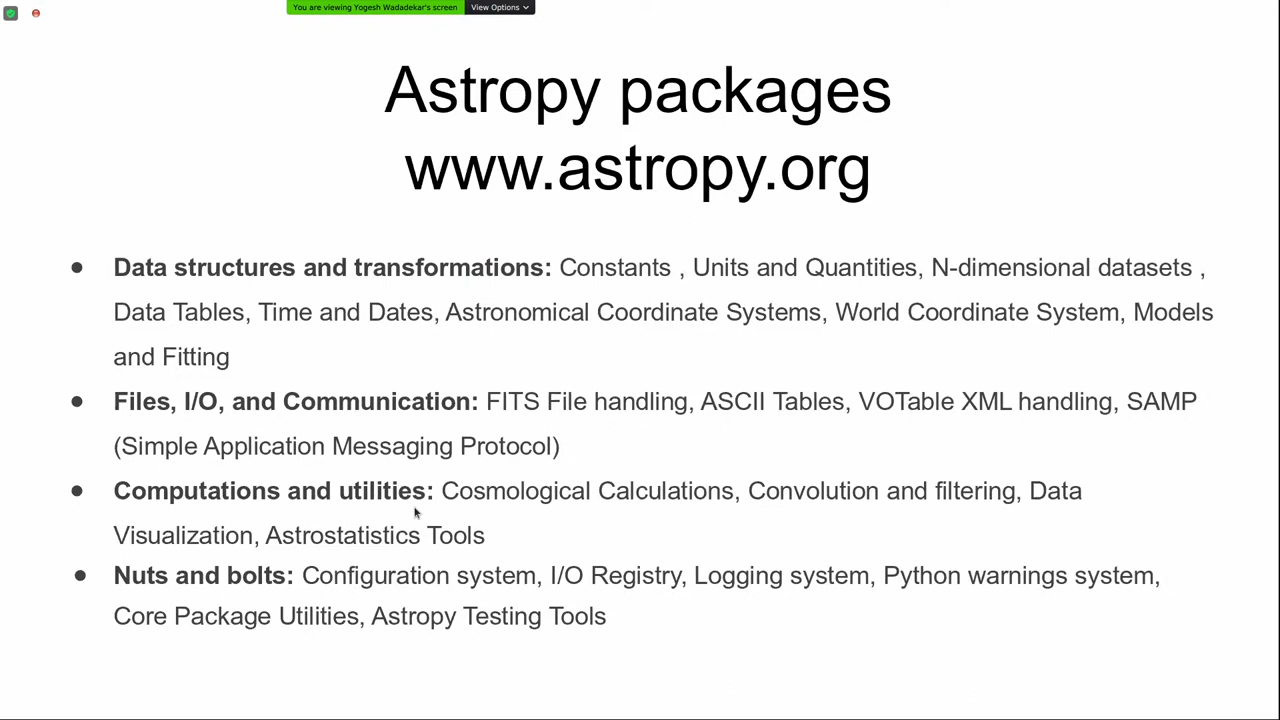 You are viewing Yogesh Wadadekar's screen
View Options
Astropy packages
www.astropy.org
● Data structures and transformations: Constants , Units and Quantities, N-dimensional datasets ,
Data Tables, Time and Dates, Astronomical Coordinate Systems, World Coordinate System, Models
and Fitting
● Files, I/O, and Communication: FITS File handling, ASCII Tables, VOTable XML handling, SAMP
(Simple Application Messaging Protocol)
● Computations and utilities: Cosmological Calculations, Convolution and filtering, Data
Visualization, Astrostatistics Tools
● Nuts and bolts: Configuration system, I/O Registry, Logging system, Python warnings system,
Core Package Utilities, Astropy Testing Tools